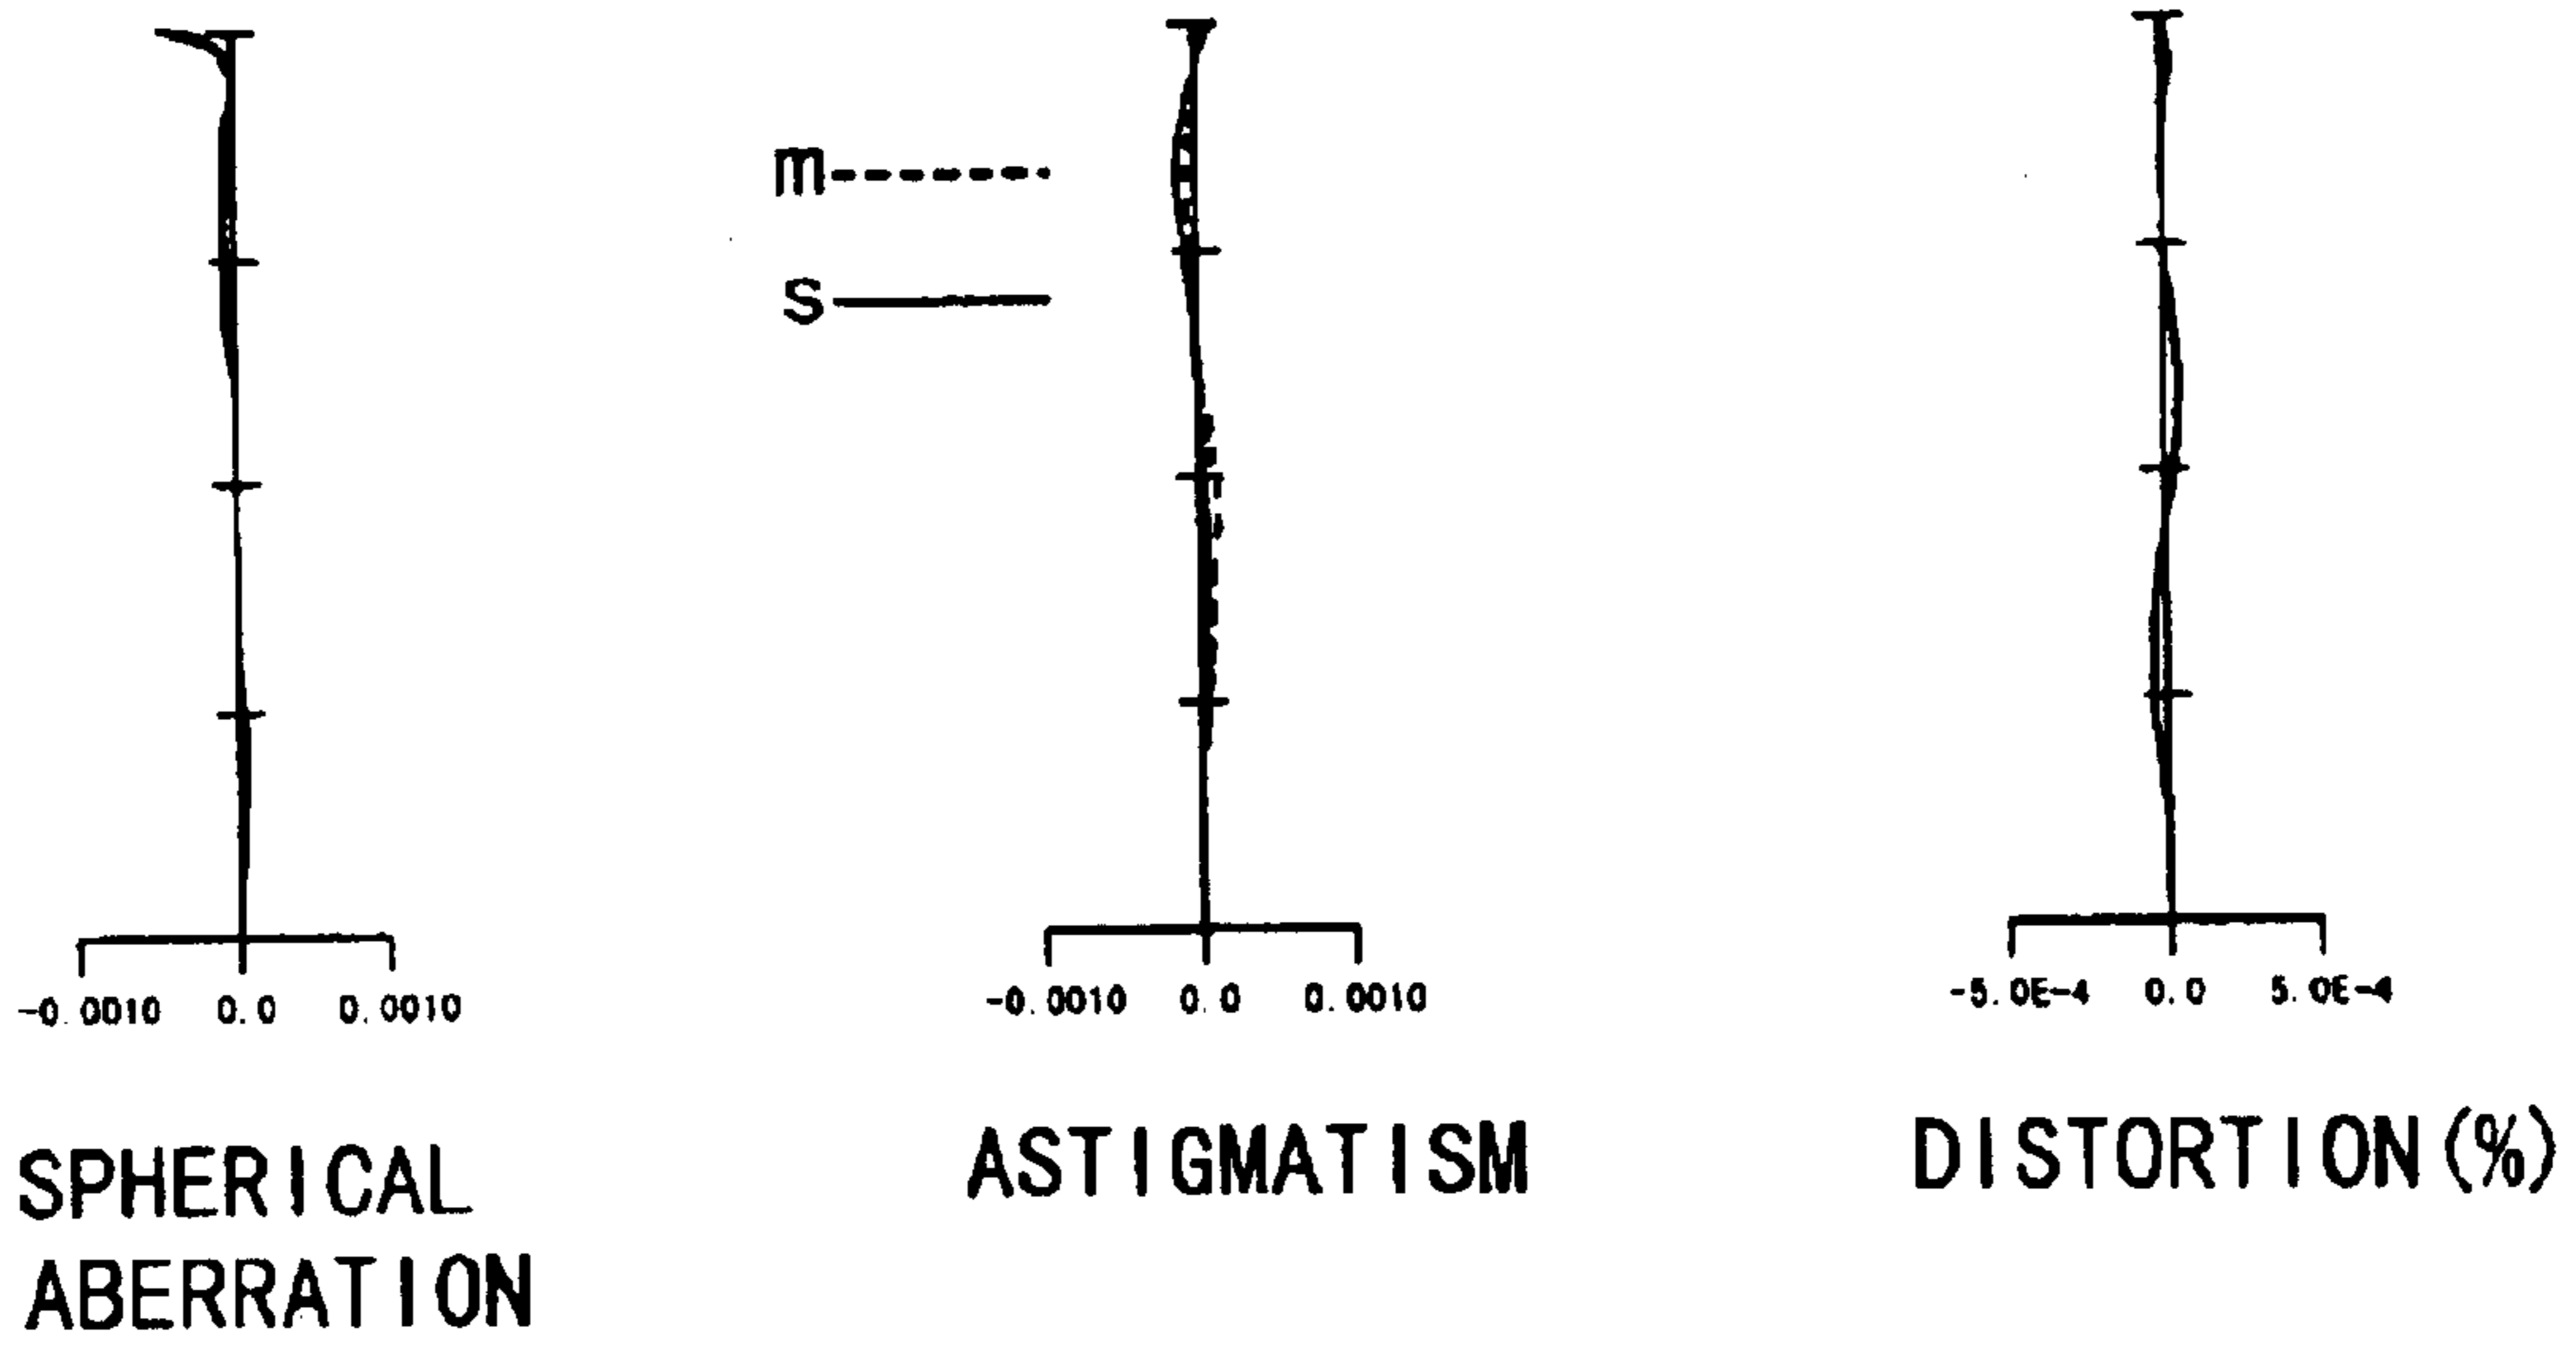 m
s
-0.0010 0.0 0.0010
-0.0010 0.0 0.0010
-5.0E-4 0.0 5.0E-4
SPHERICAL
ABERRATION
ASTIGMATISM
DISTORTION(%)